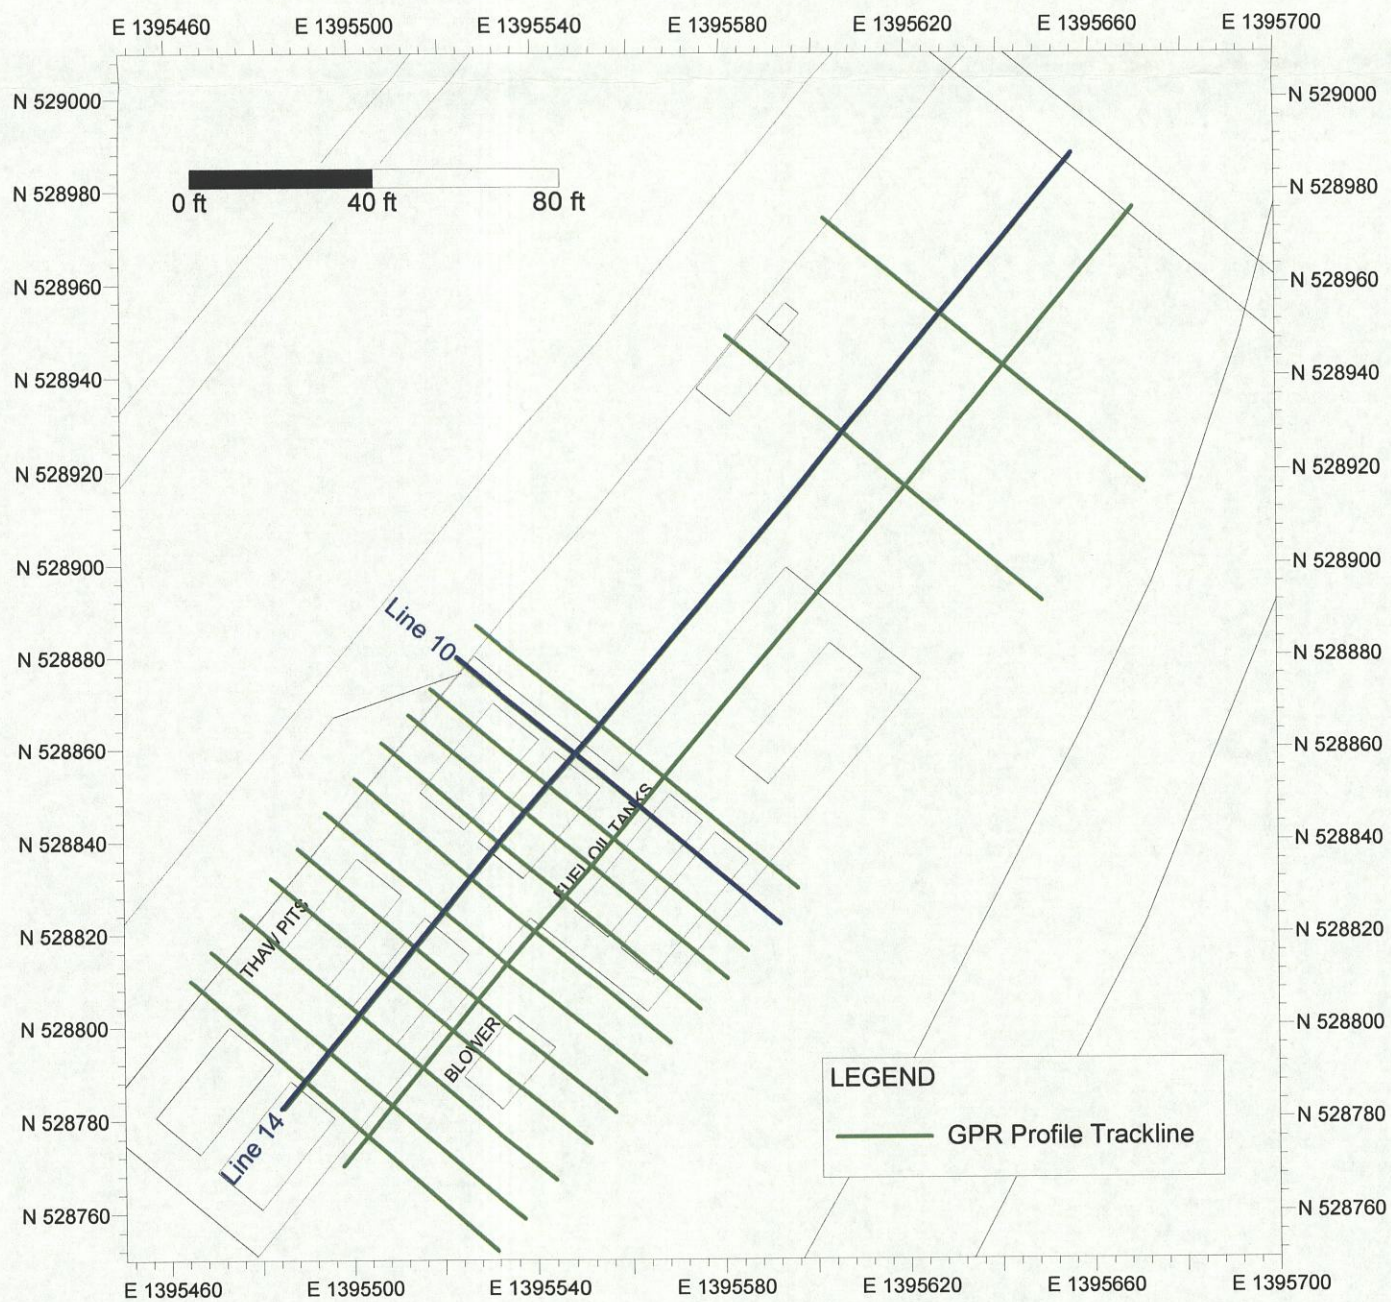 E 1395460 E 1395500 E 1395540 E 1395580 E 1395620 E 1395660 E 1395700
N 529000 N 529000
0 ft 40 ft 80 ft
N 528980 N 528980
N 528960 N 528960
N 528940 N 528940
N 528920 N 528920
N 528900 N 528900
Line 10
N 528880 N 528880
N 528860 N 528860
FUEL OIL TANKS
N 528840 N 528840
N 528820 N 528820
THAW PITS
N 528800 N 528800
BLOWER
LEGEND
GPR Profile Trackline
N 528780 N 528780
Line 14
N 528760 N 528760
E 1395460 E 1395500 E 1395540 E 1395580 E 1395620 E 1395660 E 1395700